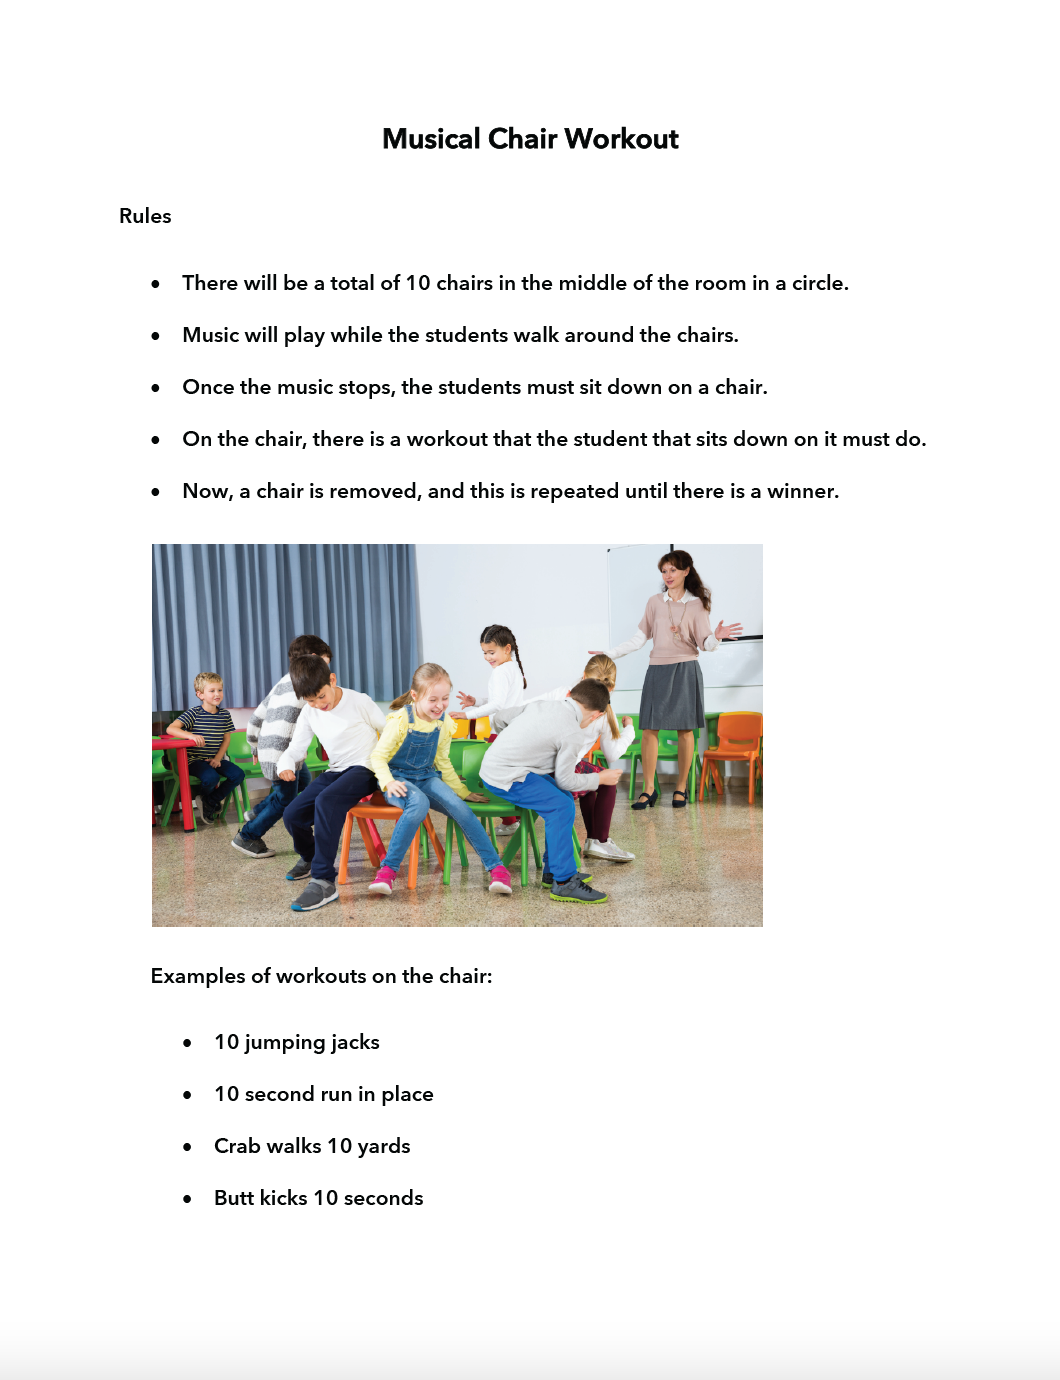 Musical Chair Workout
Rules
• There will be a total of 10 chairs in the middle of the room in a circle.
• Music will play while the students walk around the chairs.
• Once the music stops, the students must sit down on a chair.
• On the chair, there is a workout that the student that sits down on it must do.
• Now, a chair is removed, and this is repeated until there is a winner.
Examples of workouts on the chair:
• 10 jumping jacks
• 10 second run in place
• Crab walks 10 yards
• Butt kicks 10 seconds